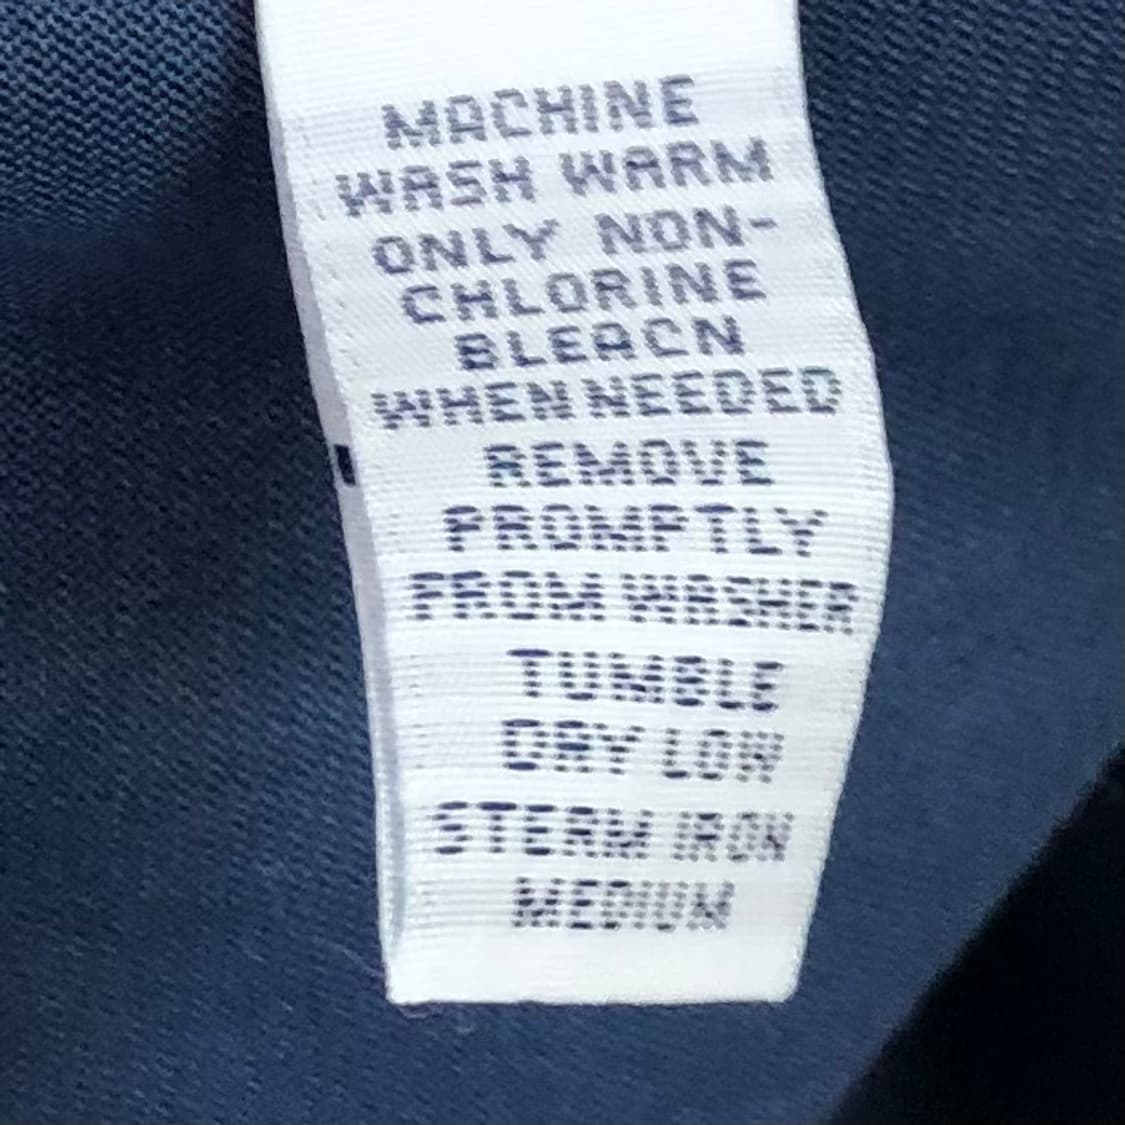 MACHINE
WASH WARM
ONLY NON-
CHLORINE
BLEACN
WHEN NEEDED
REMOVE
PROMPTLY
FROM WASHER
TUMBLE
DRY LOW
STEAM IRON
MEDIUM